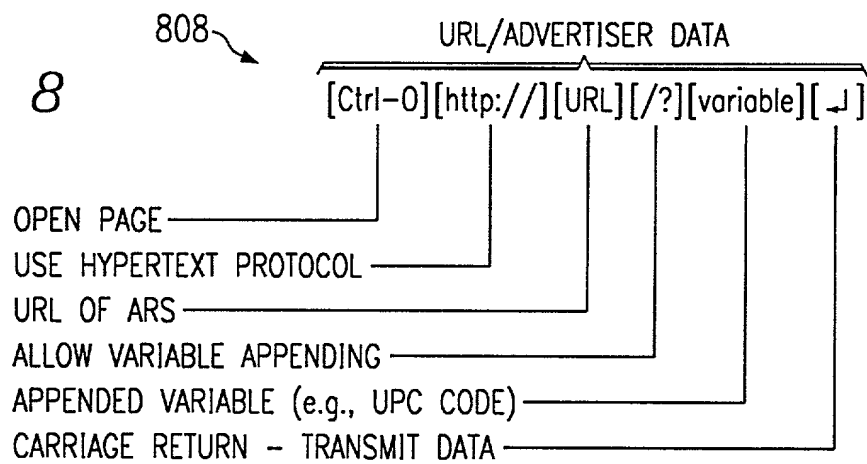 808
URL/ADVERTISER DATA
8
[Ctrl-O][http://][URL][/?][variable][↵]
OPEN PAGE
USE HYPERTEXT PROTOCOL
URL OF ARS
ALLOW VARIABLE APPENDING
APPENDED VARIABLE (e.g., UPC CODE)
CARRIAGE RETURN - TRANSMIT DATA